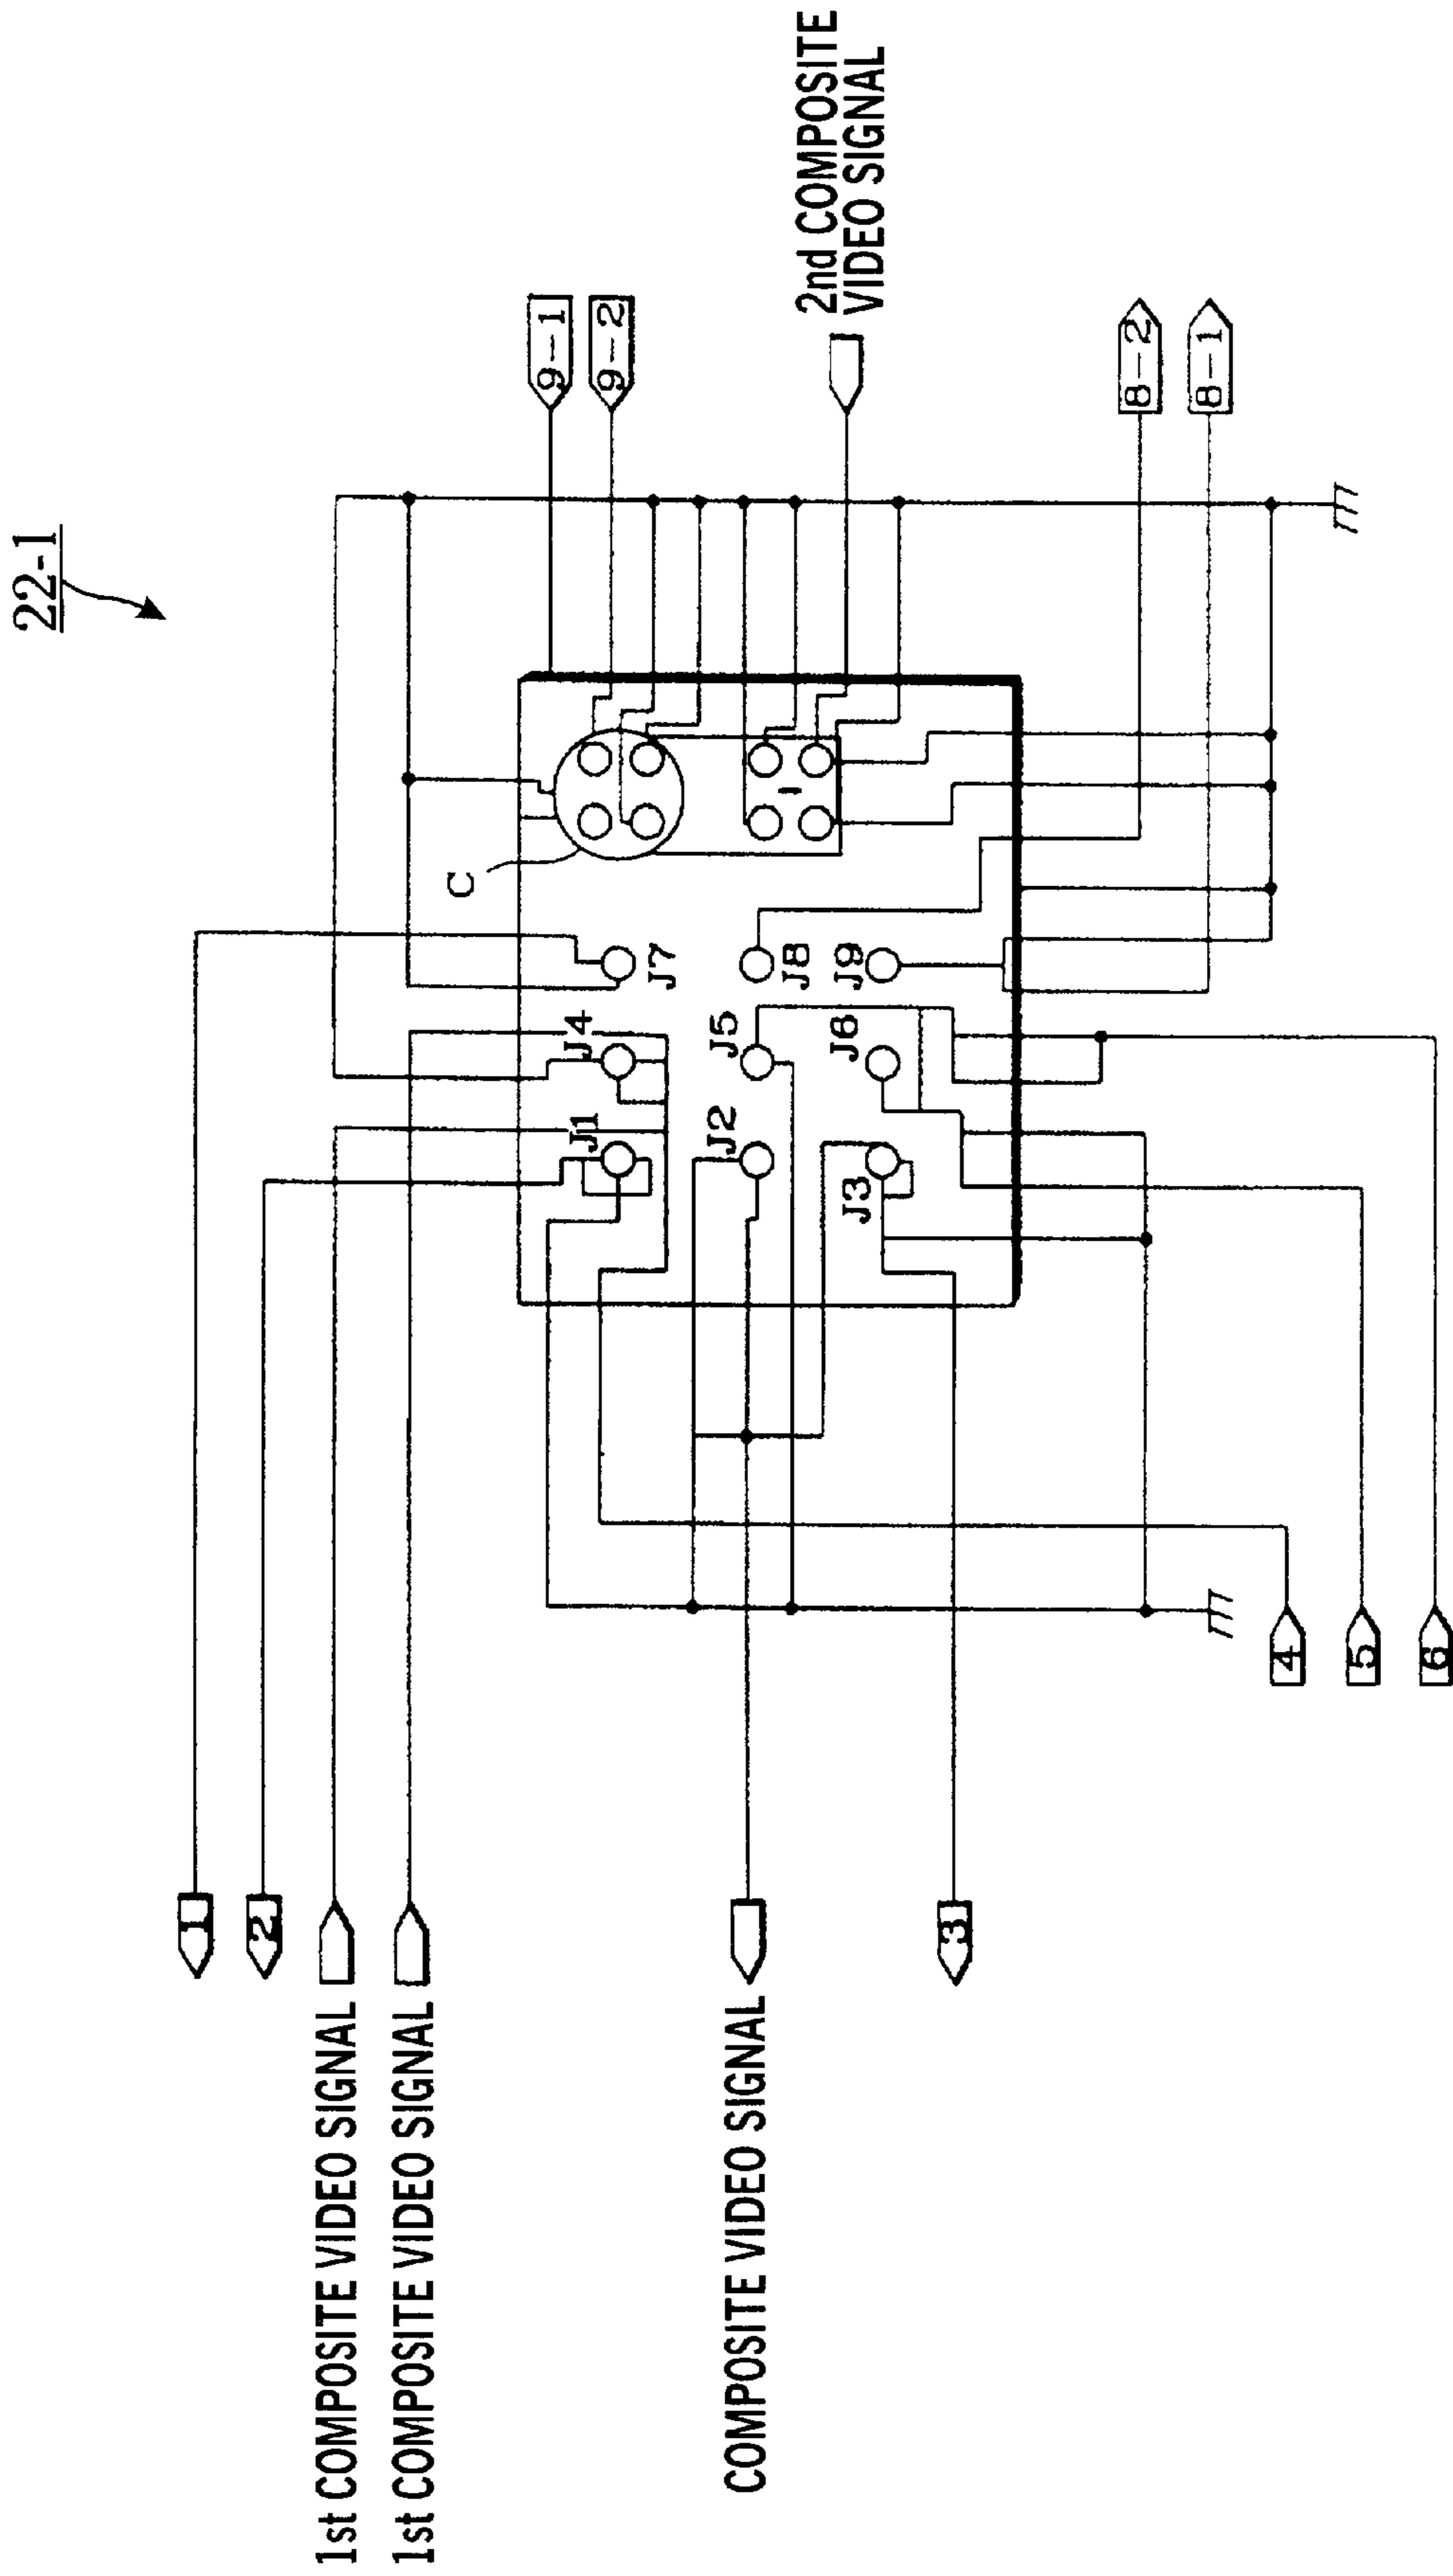 22-1
1
2
1st COMPOSITE VIDEO SIGNAL
1st COMPOSITE VIDEO SIGNAL
COMPOSITE VIDEO SIGNAL
3
4
5
6
J1
J4
J7
C
J2
J5
J8
J3
J6
J9
9-1
9-2
2nd COMPOSITE
VIDEO SIGNAL
8-2
8-1